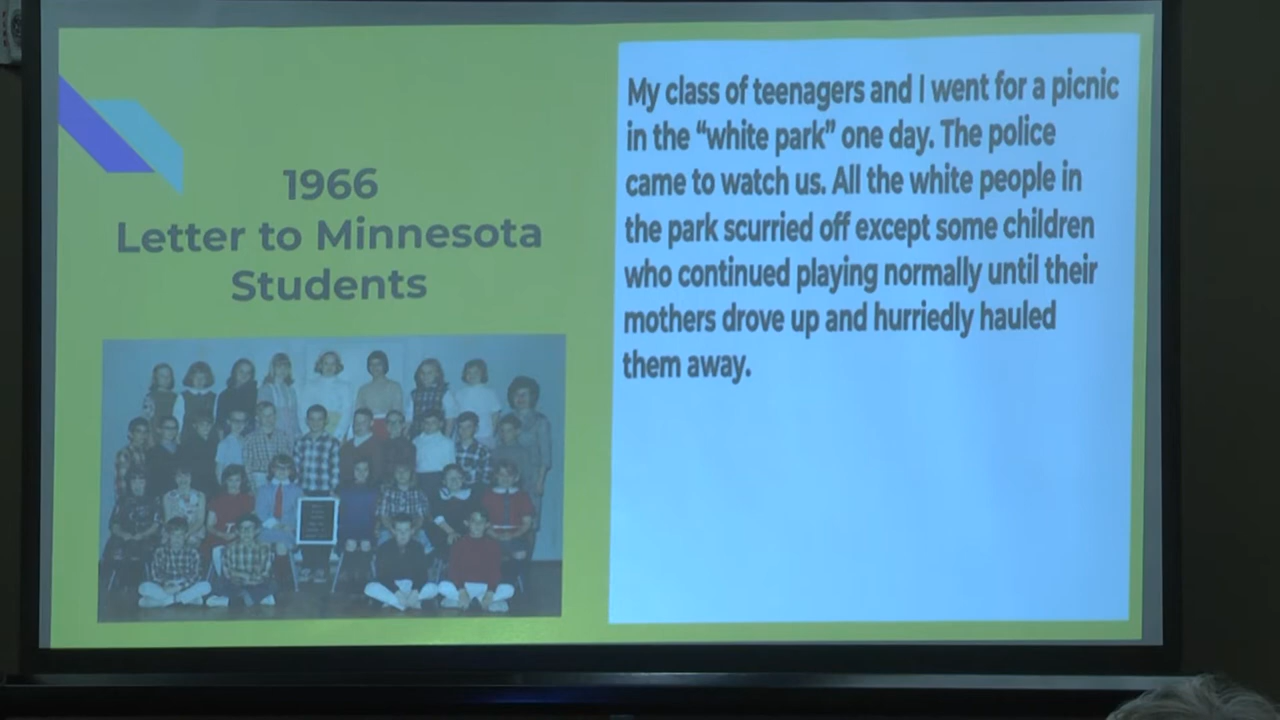 1966
Letter to Minnesota
Students
My class of teenagers and I went for a picnic
in the “white park” one day. The police
came to watch us. All the white people in
the park scurried off except some children
who continued playing normally until their
mothers drove up and hurriedly hauled
them away.